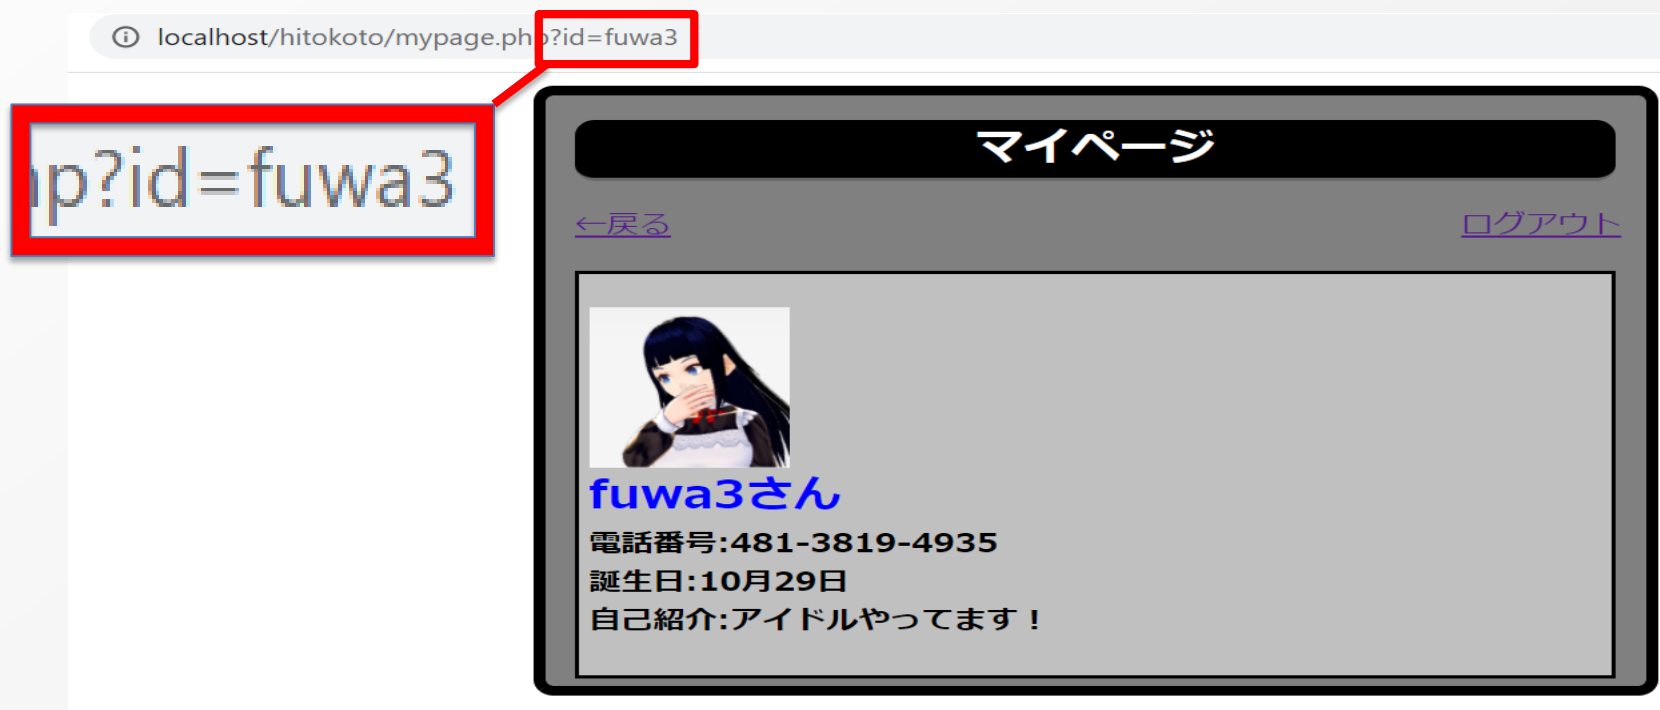 localhost/hitokoto/mypage.php?id=fuwa3
np?id=fuwa3
マイページ
←戻る
ログアウト
fuwa3さん
電話番号:481-3819-4935
誕生日:10月29日
自己紹介:アイドルやってます！